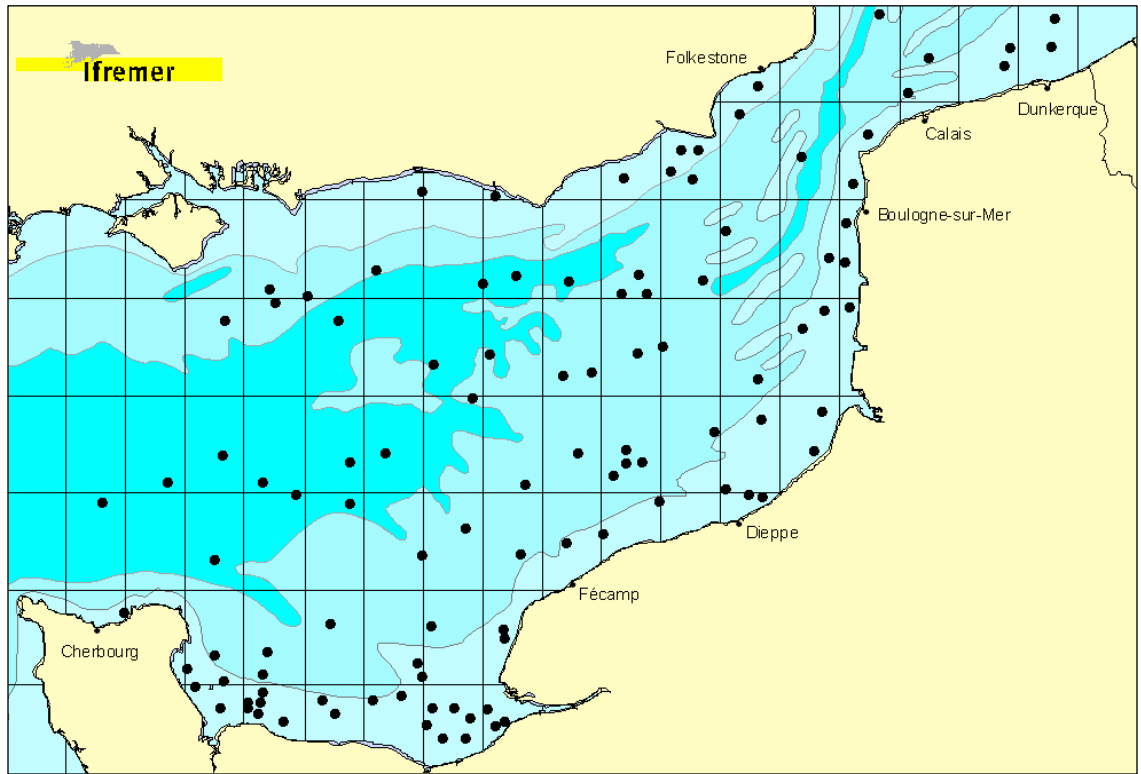 Ifremer
Folkestone
Dunkerque
Calais
Boulogne-sur-Mer
Dieppe
Fécamp
Cherbourg